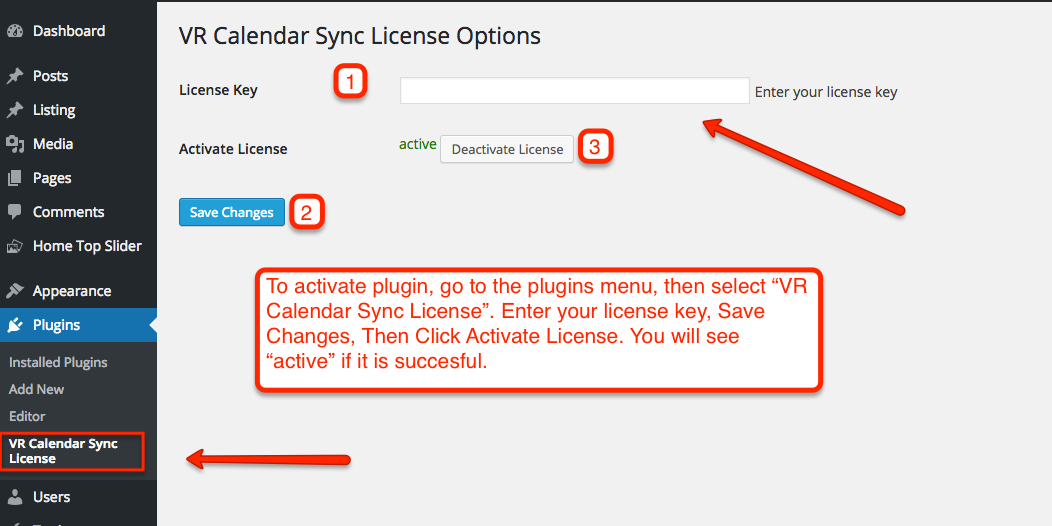 Dashboard
Posts
Listing
Media
Pages
Comments
Home Top Slider
Appearance
Plugins
Installed Plugins
Add New
Editor
VR Calendar Sync
License
Users
VR Calendar Sync License Options
License Key
1
Enter your license key
Activate License
active
Deactivate License
3
Save Changes
2
To activate plugin, go to the plugins menu, then select “VR
Calendar Sync License”. Enter your license key, Save
Changes, Then Click Activate License. You will see
“active” if it is succesful.